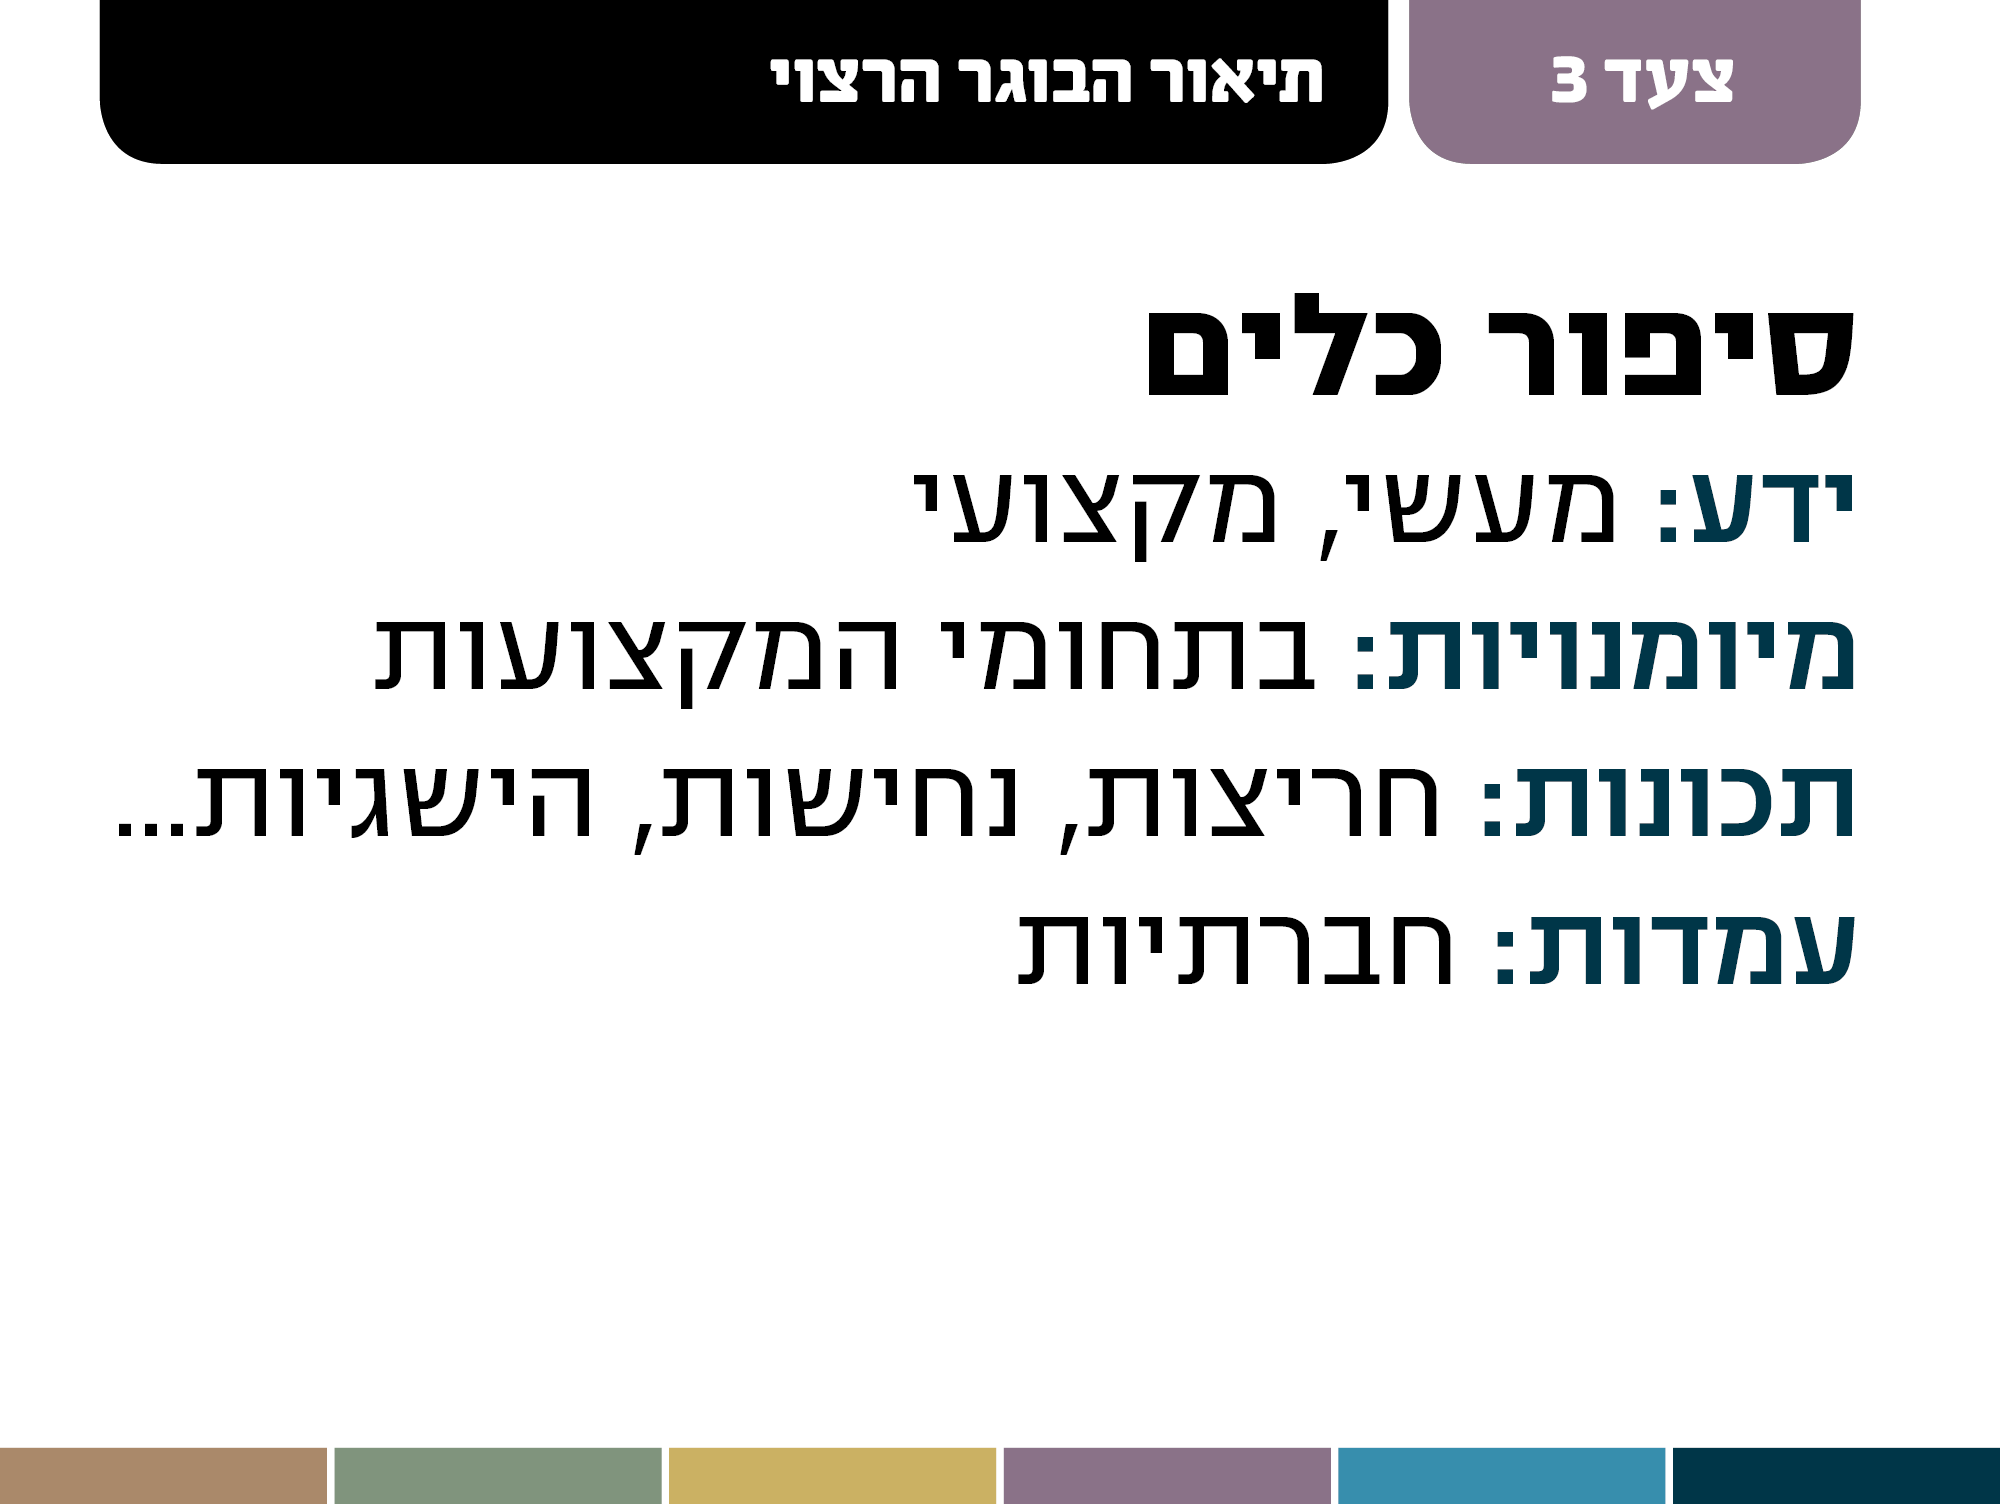 צעד 3
תיאור הבוגר הרצוי
סיפור כלים
ידע: מעשי, מקצועי
מיומנויות: בתחומי המקצועות
תכונות: חריצות, נחישות, הישגיות...
עמדות: חברתיות